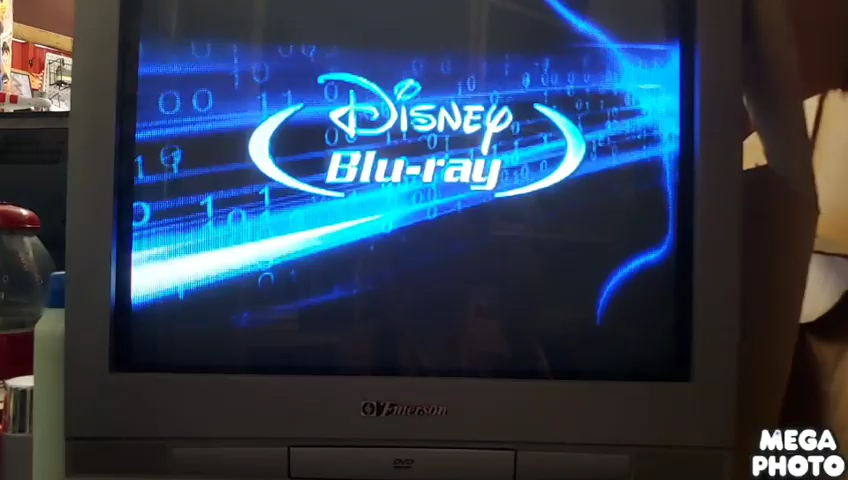 Disney
Blu-ray
Emerson
DVD
MEGA
PHOTO